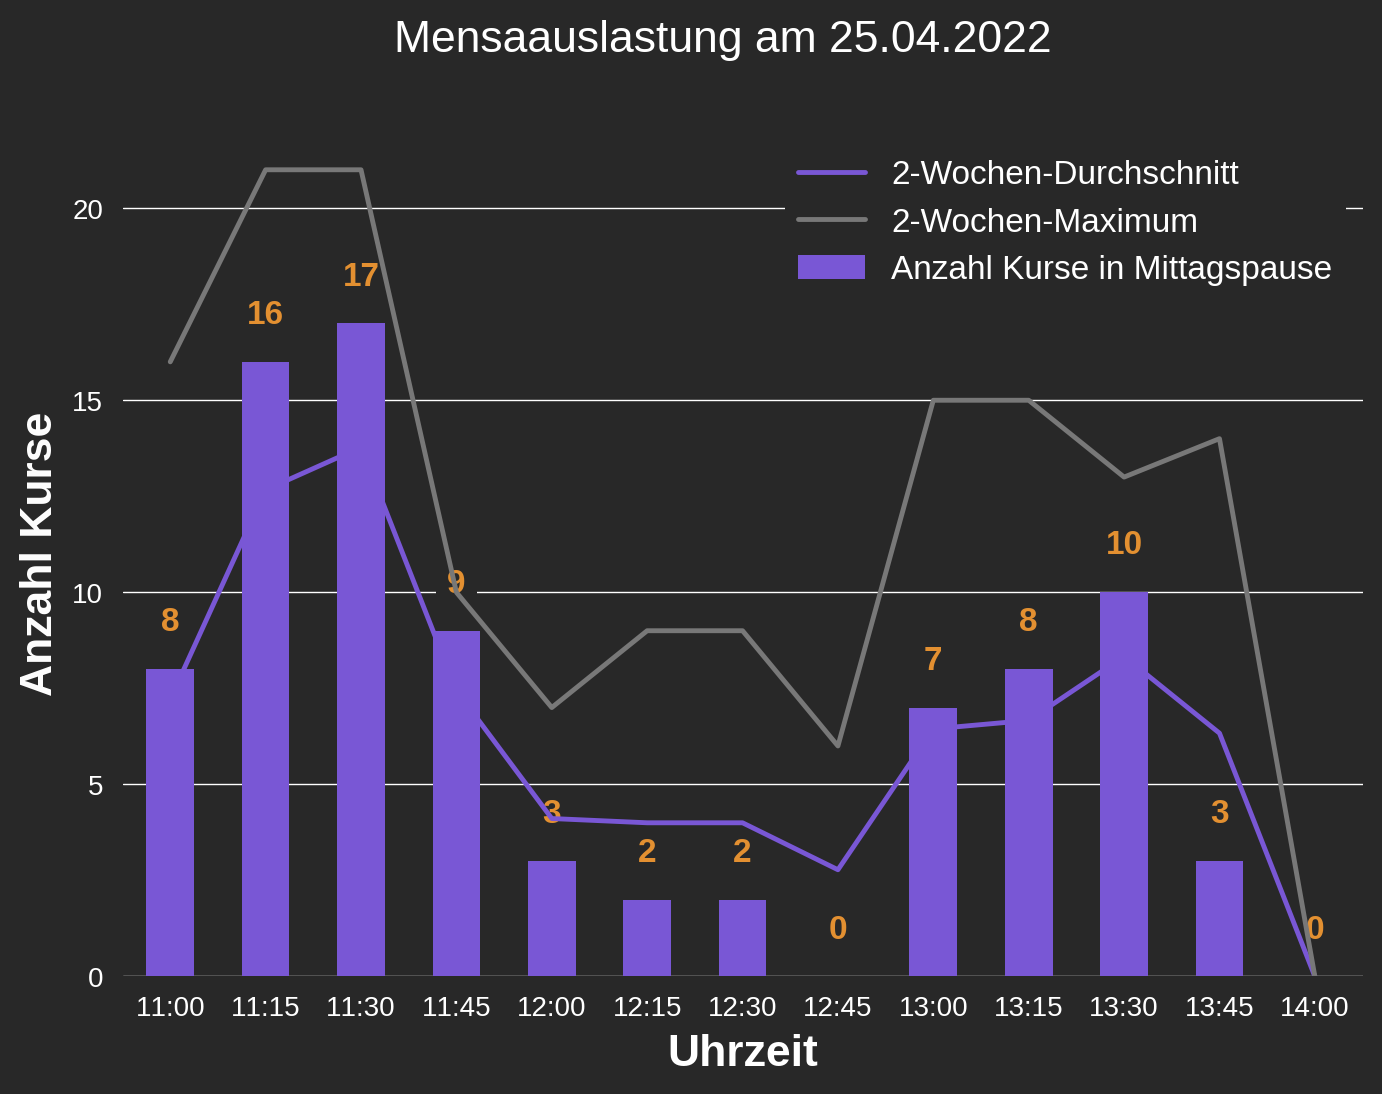 Mensaauslastung am 25.04.2022
2-Wochen-Durchschnitt
2-Wochen-Maximum
Anzahl Kurse in Mittagspause
Anzahl Kurse
20
15
10
5
0
8
16
17
9
3
2
2
0
7
8
10
3
0
11:00 11:15 11:30 11:45 12:00 12:15 12:30 12:45 13:00 13:15 13:30 13:45 14:00
Uhrzeit